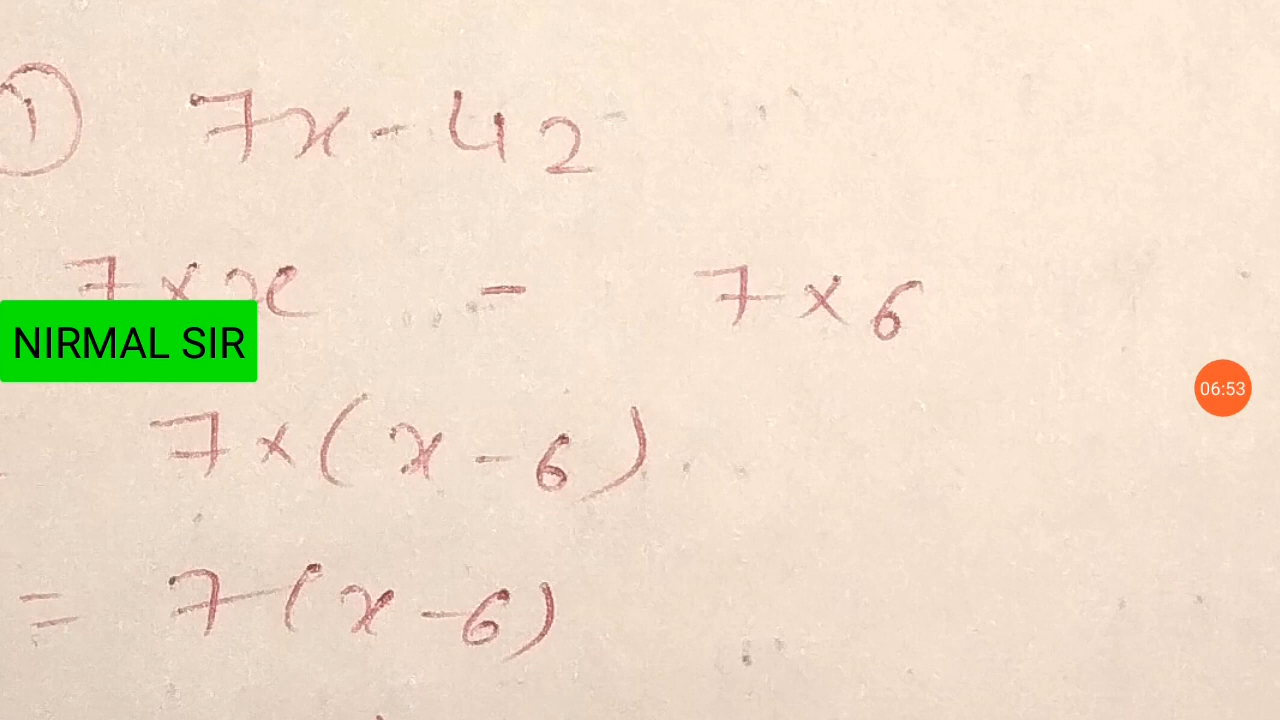 ① 7x - 42
7 × x - 7 × 6
NIRMAL SIR
06:53
7 × ( x - 6 )
= 7 ( x - 6 )